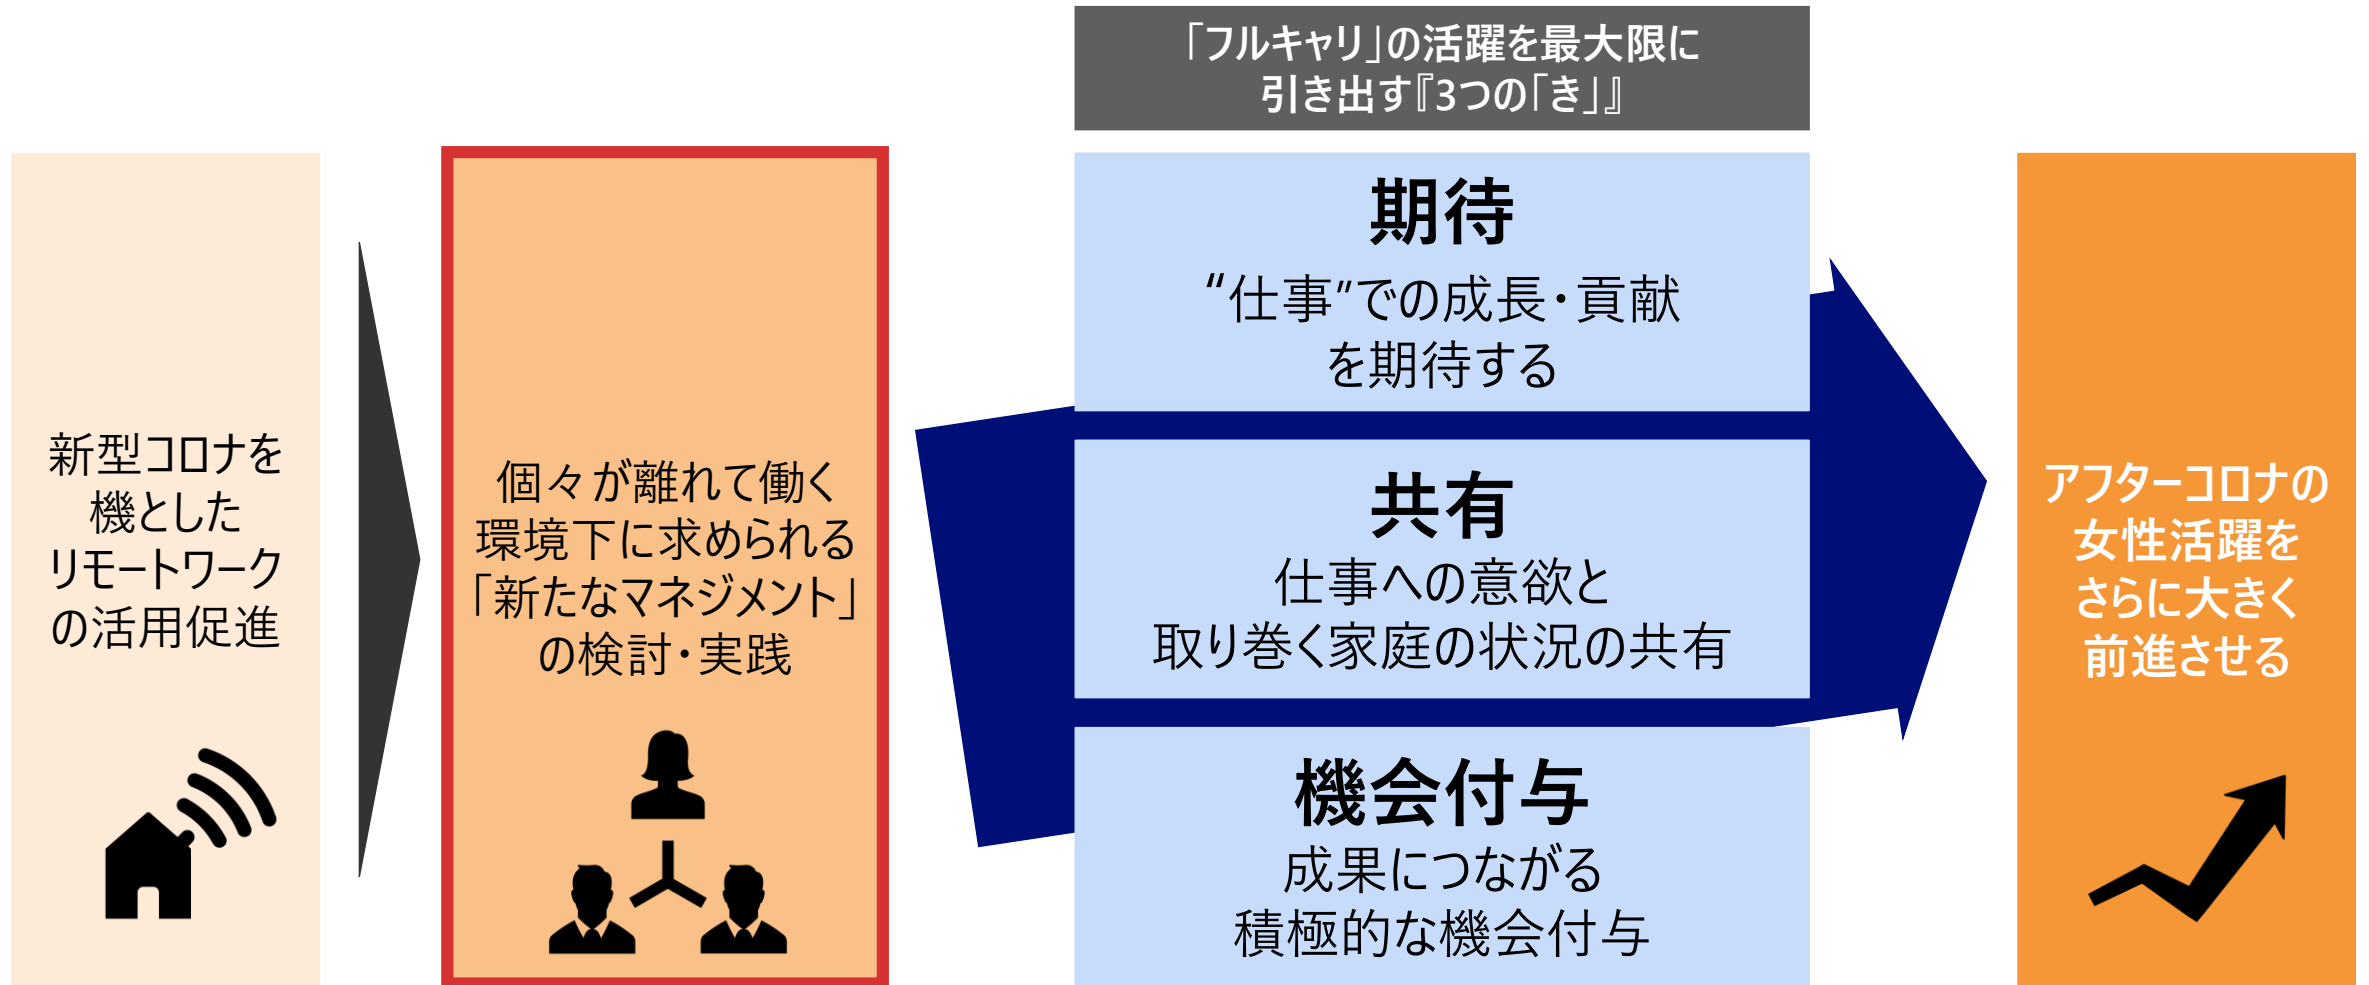 「フルキャリ」の活躍を最大限に
引き出す『3つの「き」』
新型コロナを
機とした
リモートワーク
の活用促進
個々が離れて働く
環境下に求められる
「新たなマネジメント」
の検討・実践
期待
“仕事”での成長・貢献
を期待する
共有
仕事への意欲と
取り巻く家庭の状況の共有
機会付与
成果につながる
積極的な機会付与
アフターコロナの
女性活躍を
さらに大きく
前進させる